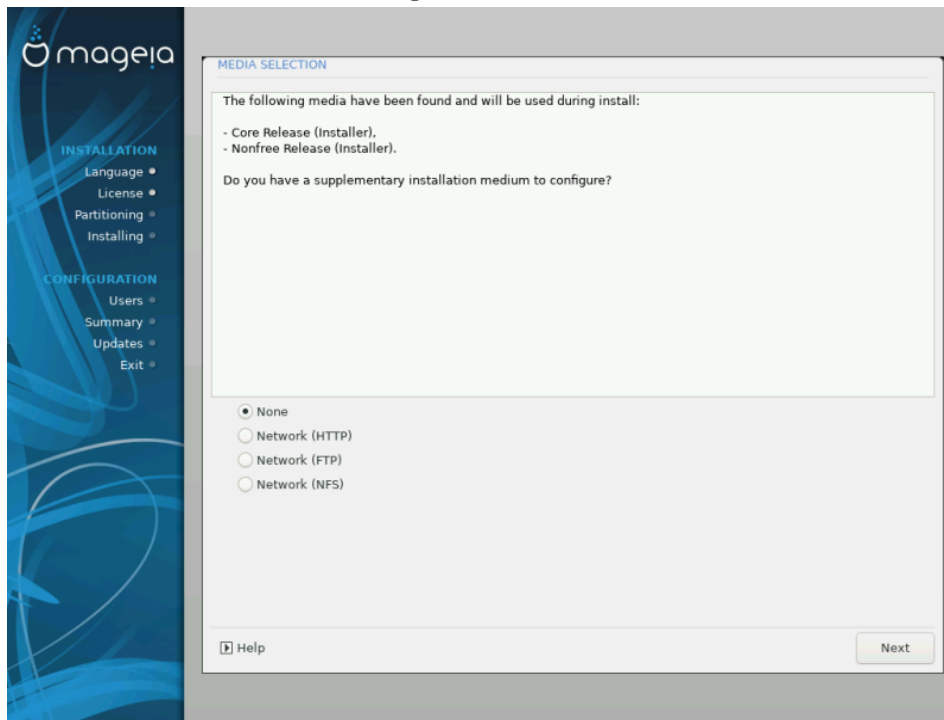 mageia
INSTALLATION
Language
License
Partitioning
Installing
CONFIGURATION
Users
Summary
Updates
Exit
MEDIA SELECTION
The following media have been found and will be used during install:
- Core Release (Installer),
- Nonfree Release (Installer).
Do you have a supplementary installation medium to configure?
None
Network (HTTP)
Network (FTP)
Network (NFS)
Help
Next